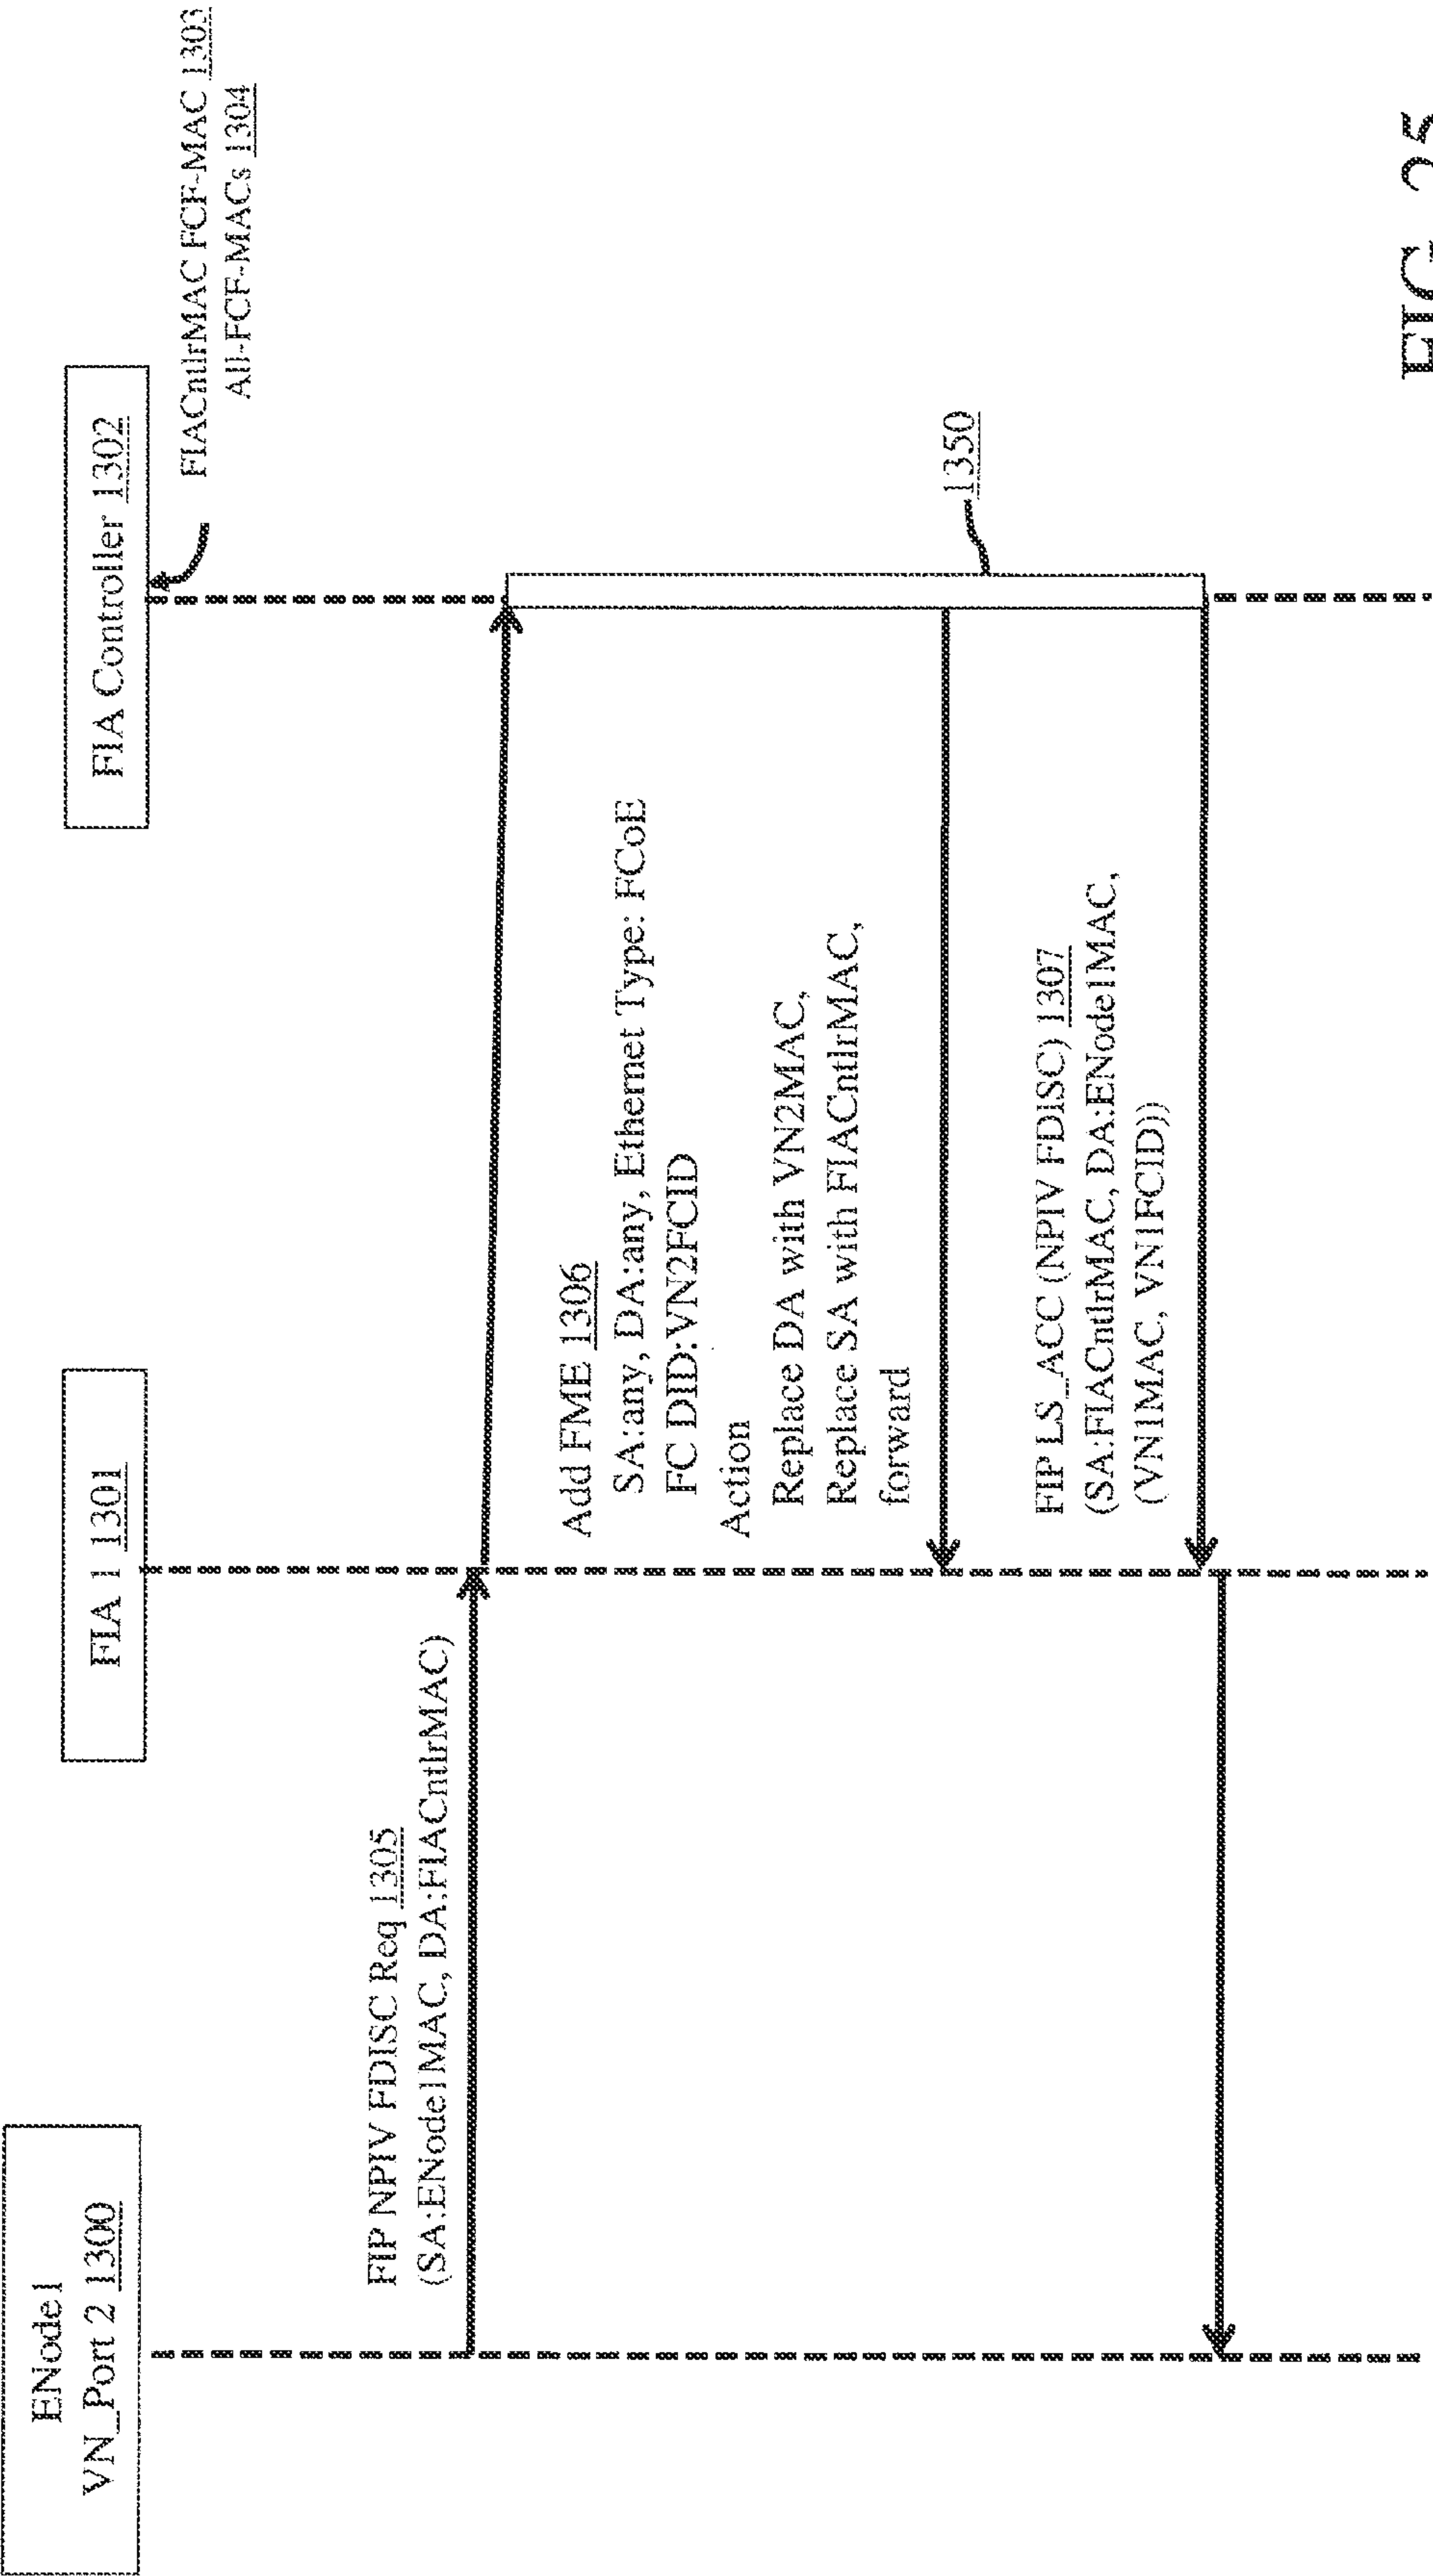 ENode1
VN_Port 2 1300
FIA 1 1301
FIA Controller 1302
FIACntlrMAC FCF-MAC 1303
All-FCF-MACs 1304
FIP NPIV FDISC Req 1305
(SA:ENode1MAC, DA:FIACntlrMAC)
Add FME 1306
SA:any, DA:any, Ethernet Type: FCoE
FC DID:VN2FCID
Action
Replace DA with VN2MAC,
Replace SA with FIACntlrMAC,
forward
1350
FIP LS_ACC (NPIV FDISC) 1307
(SA:FIACntlrMAC, DA:ENode1MAC,
(VN1MAC, VN1FCID))
FIG. 25